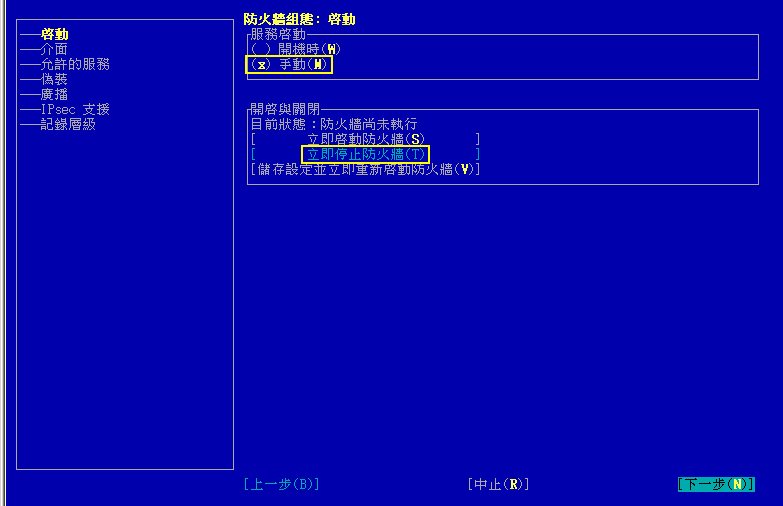 防火牆組態: 啓動
啓動
介面
允許的服務
偽裝
廣播
IPsec 支援
記錄層級
服務啓動
( ) 開機時(W)
(x) 手動(M)
開啓與關閉
目前狀態：防火牆尚未執行
[ 立即啓動防火牆(S) ]
[ 立即停止防火牆(T) ]
[儲存設定並立即重新啓動防火牆(V)]
[上一步(B)] [中止(R)] [下一步(N)]